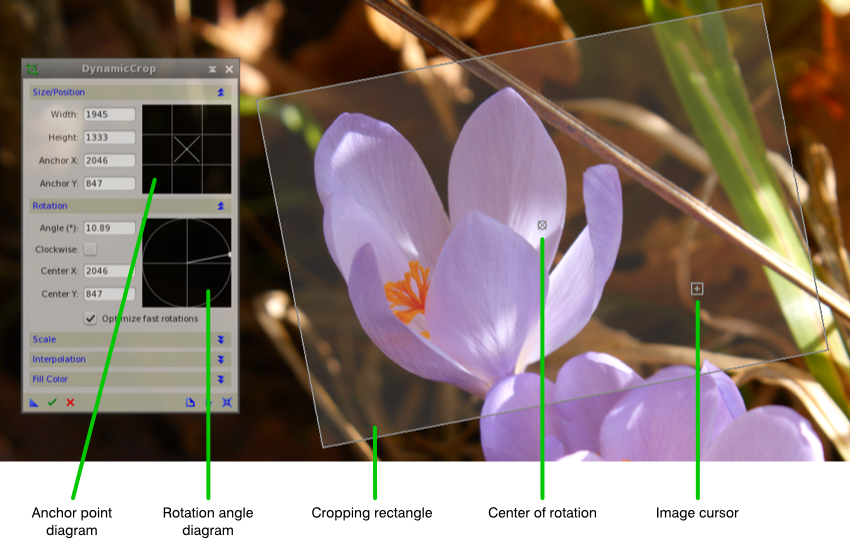 DynamicCrop
Size/Position
Width: 1945
Height: 1333
Anchor X: 2046
Anchor Y: 847
Rotation
Angle (°): 10.89
Clockwise:
Center X: 2046
Center Y: 847
Optimize fast rotations
Scale
Interpolation
Fill Color
Anchor point
diagram
Rotation angle
diagram
Cropping rectangle
Center of rotation
Image cursor